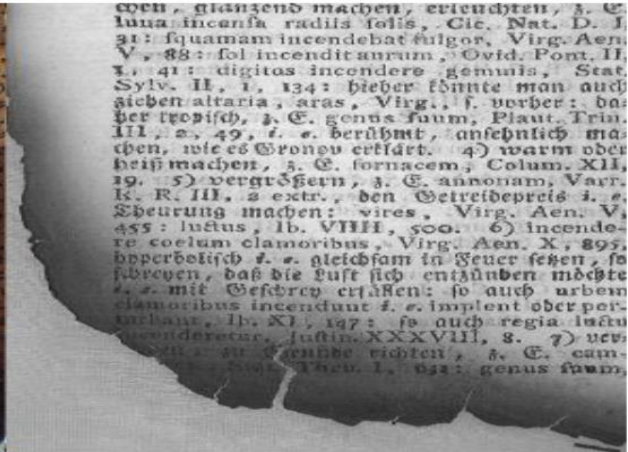 chen, glänzend machen, erleuchten, z. E.
luna incenſa radiis ſolis, Cic. Nat. D. I
31: ſquamam incendebat fulgor, Virg. Aen.
V, 88: ſol incendit aurum, Ovid. Pont. II,
41: digitos incendere gemmis, Stat.
Sylv. II, 1, 134: hieher könnte man auch
ziehen altaria, aras, Virg., ſ. vorher: da-
her tropiſch, z. E. genus ſuum, Plaut. Trin.
III, 2, 49, i. e. berühmt, anſehnlich ma-
chen, wie es Gronov erklärt. 4) warm oder
heiß machen, z. E. fornacem, Colum. XII,
19. 5) vergrößern, z. E. annonam, Varr.
R. R. III, 2 extr., den Getreidepreis i. e.
Theurung machen: vires, Virg. Aen. V,
455: luctus, Ib. VIIII, 500. 6) incende-
re coelum clamoribus, Virg. Aen. X, 895,
hyperboliſch i. e. gleichſam in Feuer ſetzen, ſo
ſchreyen, daß die Luft ſich entzünden möchte
i. e. mit Geſchrey erfüllen: ſo auch urbem
clamoribus incendunt i. e. implent oder per-
turbant, Ib. XI, 147: ſo auch regia luctu
incenderetur, Juſtin. XXXVIII, 8. 7) ver-
zu Grunde richten, z. E. cam-
genus ſuum,